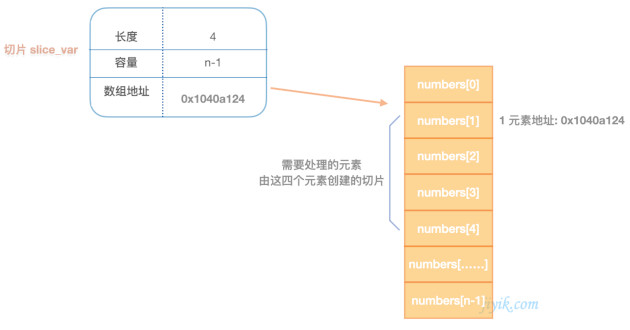 切片 slice_var
长度 4
容量 n-1
数组地址 0x1040a124
numbers[0]
numbers[1]
1 元素地址: 0x1040a124
numbers[2]
需要处理的元素
由这四个元素创建的切片
numbers[3]
numbers[4]
numbers[……]
numbers[n-1]
jiyik.com